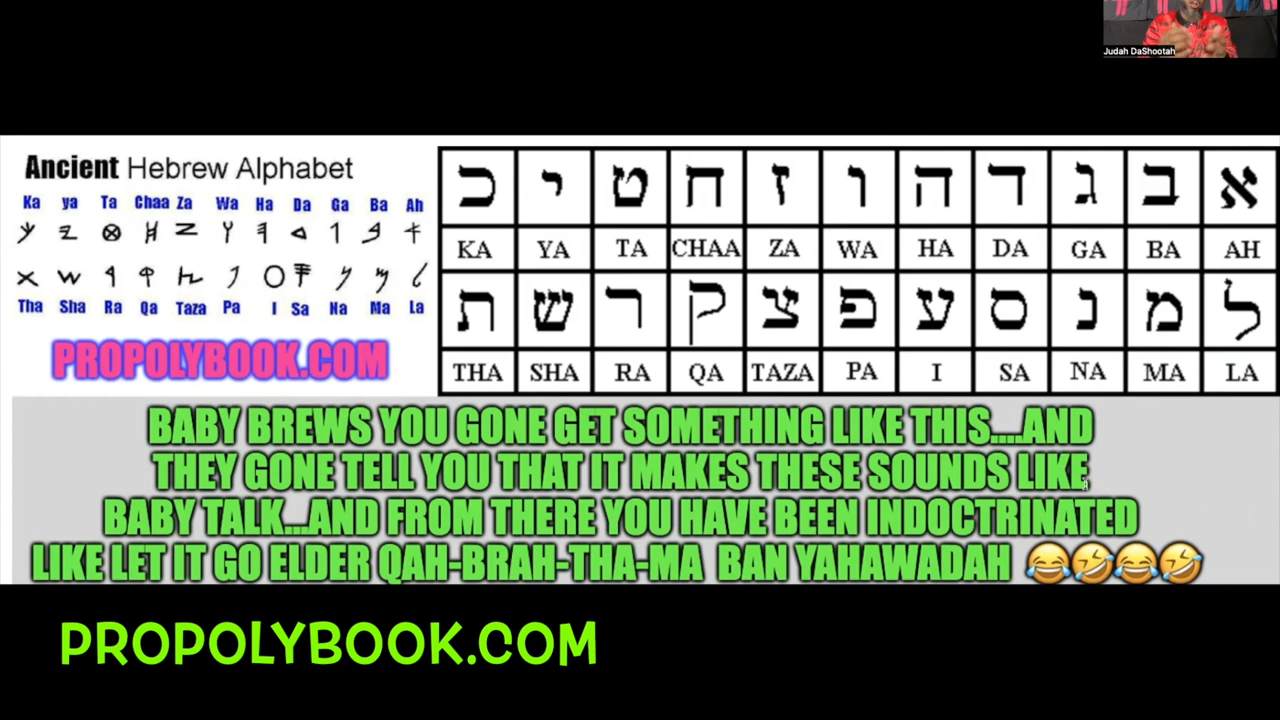 Judah DaShootah
Ancient Hebrew Alphabet
Ka ya Ta Chaa Za Wa Ha Da Ga Ba Ah
𐤊 𐤉 𐤈 𐤇 𐤆 𐤅 𐤄 𐤃 𐤂 𐤁 𐤀
𐤕 𐤔 𐤓 𐤒 𐤑 𐤐 𐤏 𐤎 𐤍 𐤌 𐤋
Tha Sha Ra Qa Taza Pa I Sa Na Ma La
PROPOLYBOOK.COM
כ י ט ח ז ו ה ד ג ב א
KA YA TA CHAA ZA WA HA DA GA BA AH
ת ש ר ק צ פ ע ס נ מ ל
THA SHA RA QA TAZA PA I SA NA MA LA
BABY BREWS YOU GONE GET SOMETHING LIKE THIS....AND
THEY GONE TELL YOU THAT IT MAKES THESE SOUNDS LIKE
BABY TALK...AND FROM THERE YOU HAVE BEEN INDOCTRINATED
LIKE LET IT GO ELDER QAH-BRAH-THA-MA BAN YAHAWADAH 😂🤣😂🤣
PROPOLYBOOK.COM